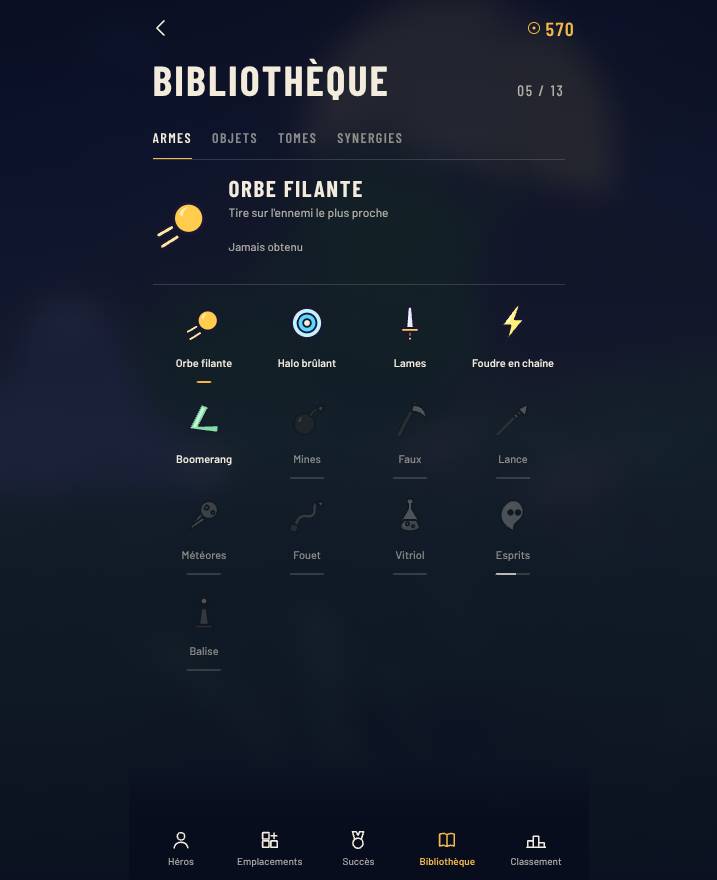 570
BIBLIOTHÈQUE
05 / 13
ARMES OBJETS TOMES SYNERGIES
ORBE FILANTE
Tire sur l'ennemi le plus proche
Jamais obtenu
Orbe filante Halo brûlant Lames Foudre en chaîne
Boomerang Mines Faux Lance
Météores Fouet Vitriol Esprits
Balise
Héros Emplacements Succès Bibliothèque Classement